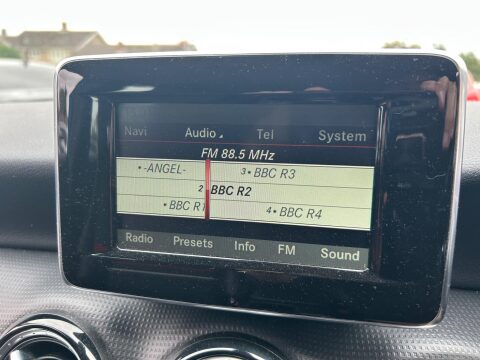 Navi Audio Tel System
FM 88.5 MHz
•-ANGEL- 3•BBC R3
2 BBC R2
•BBC R1 4•BBC R4
Radio Presets Info FM Sound